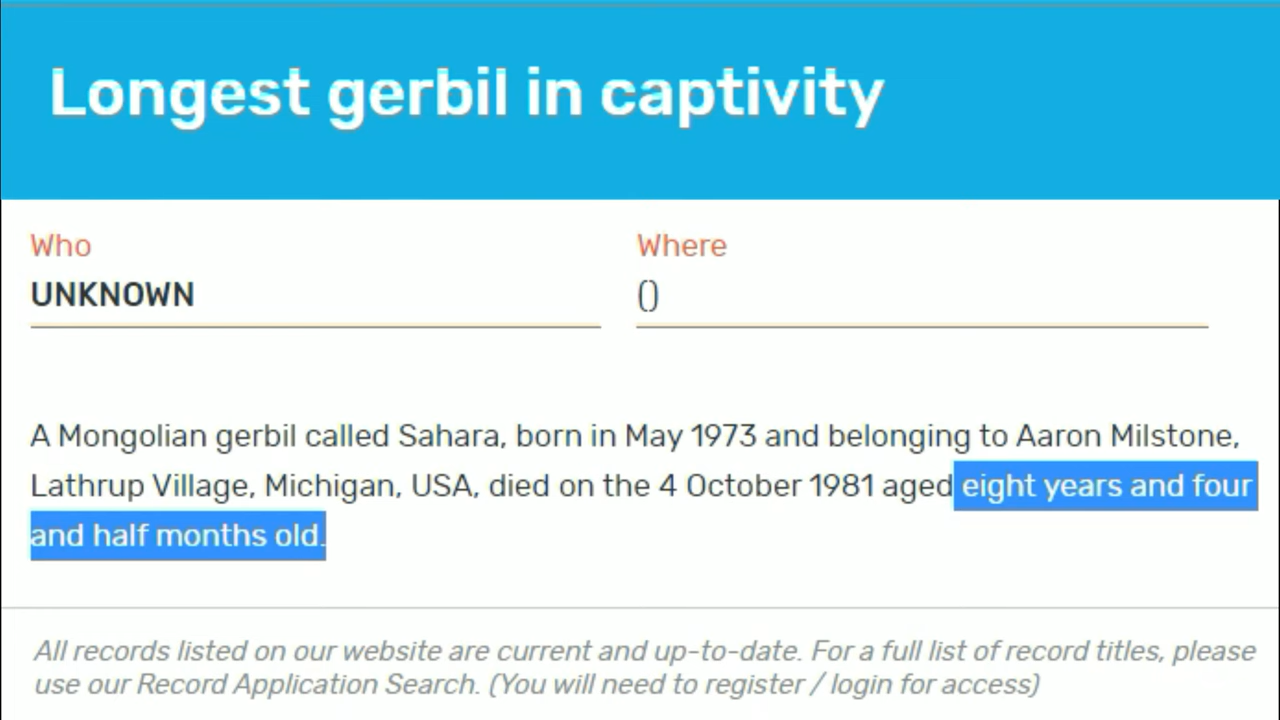 Longest gerbil in captivity
Who
Where
UNKNOWN
()
A Mongolian gerbil called Sahara, born in May 1973 and belonging to Aaron Milstone,
Lathrup Village, Michigan, USA, died on the 4 October 1981 aged eight years and four
and half months old.
All records listed on our website are current and up-to-date. For a full list of record titles, please
use our Record Application Search. (You will need to register / login for access)